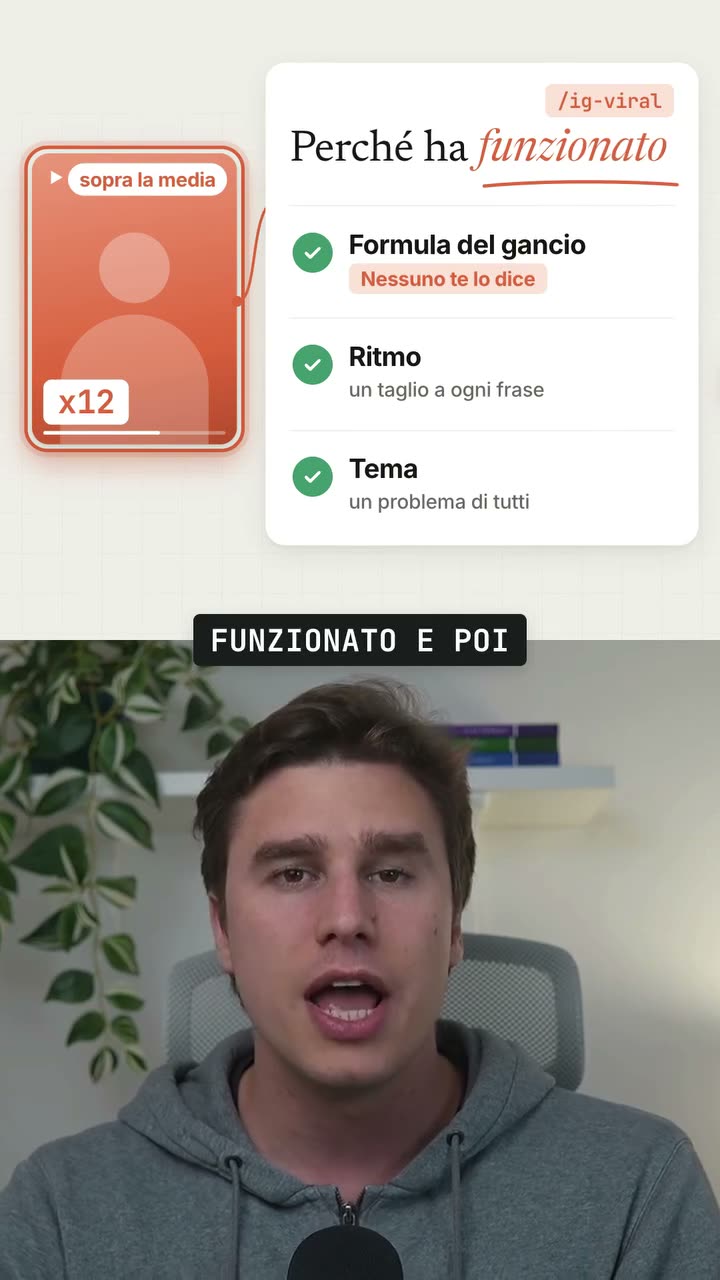 /ig-viral
Perché ha funzionato
sopra la media
x12
Formula del gancio
Nessuno te lo dice
Ritmo
un taglio a ogni frase
Tema
un problema di tutti
FUNZIONATO E POI